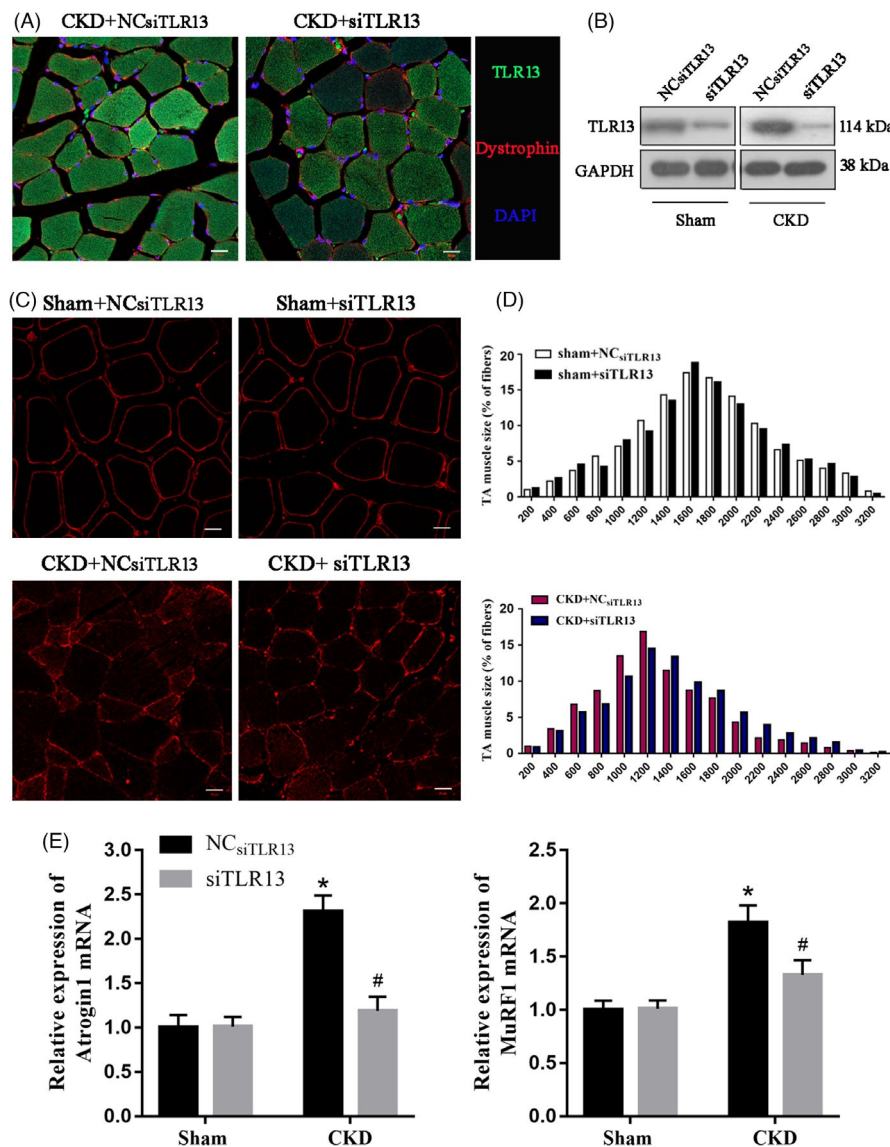 (A)
CKD+NCsiTLR13
CKD+siTLR13
TLR13
Dystrophin
DAPI
(B)
NCsiTLR13
siTLR13
NCsiTLR13
siTLR13
TLR13
114 kDa
GAPDH
38 kDa
Sham
CKD
(C)
Sham+NCsiTLR13
Sham+siTLR13
CKD+NCsiTLR13
CKD+ siTLR13
(D)
sham+NCsiTLR13
sham+siTLR13
TA muscle size (% of fibers)
20
15
10
5
0
200 400 600 800 1000 1200 1400 1600 1800 2000 2200 2400 2600 2800 3000 3200
CKD+NCsiTLR13
CKD+siTLR13
TA muscle size (% of fibers)
20
15
10
5
0
200 400 600 800 1000 1200 1400 1600 1800 2000 2200 2400 2600 2800 3000 3200
(E)
NCsiTLR13
siTLR13
Relative expression of
Atrogin1 mRNA
3.0
2.5
2.0
1.5
1.0
0.5
0.0
*
#
Sham CKD
Relative expression of
MuRF1 mRNA
2.5
2.0
1.5
1.0
0.5
0.0
*
#
Sham CKD